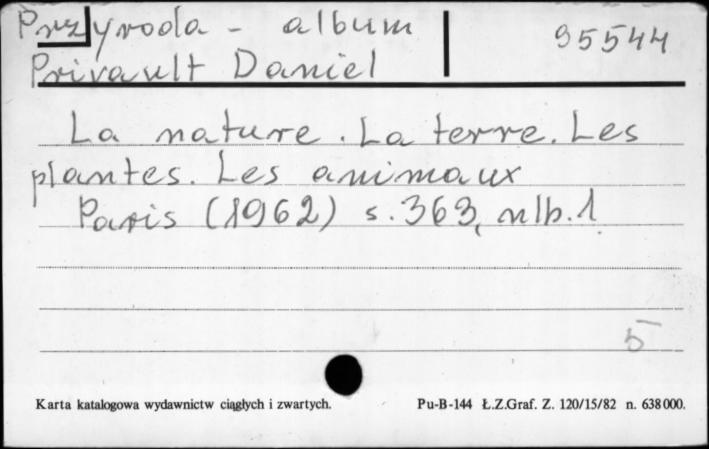 Przyroda - album
95544
Privault Daniel
La nature. La terre. Les
plantes. Les animaux
Paris (1962) s. 363, nlb. 1
5
Karta katalogowa wydawnictw ciągłych i zwartych.
Pu-B-144 Ł.Z.Graf. Z. 120/15/82 n. 638000.